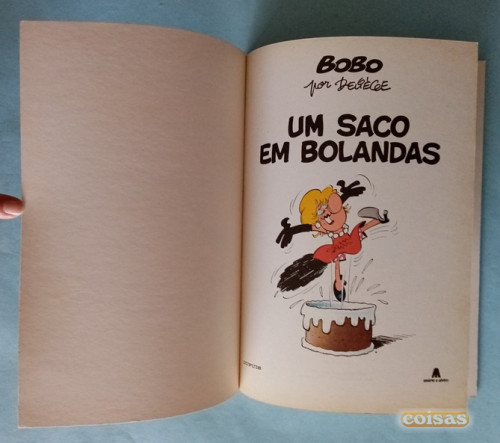 BOBO
por DELIÈGE
UM SACO
EM BOLANDAS
coisas